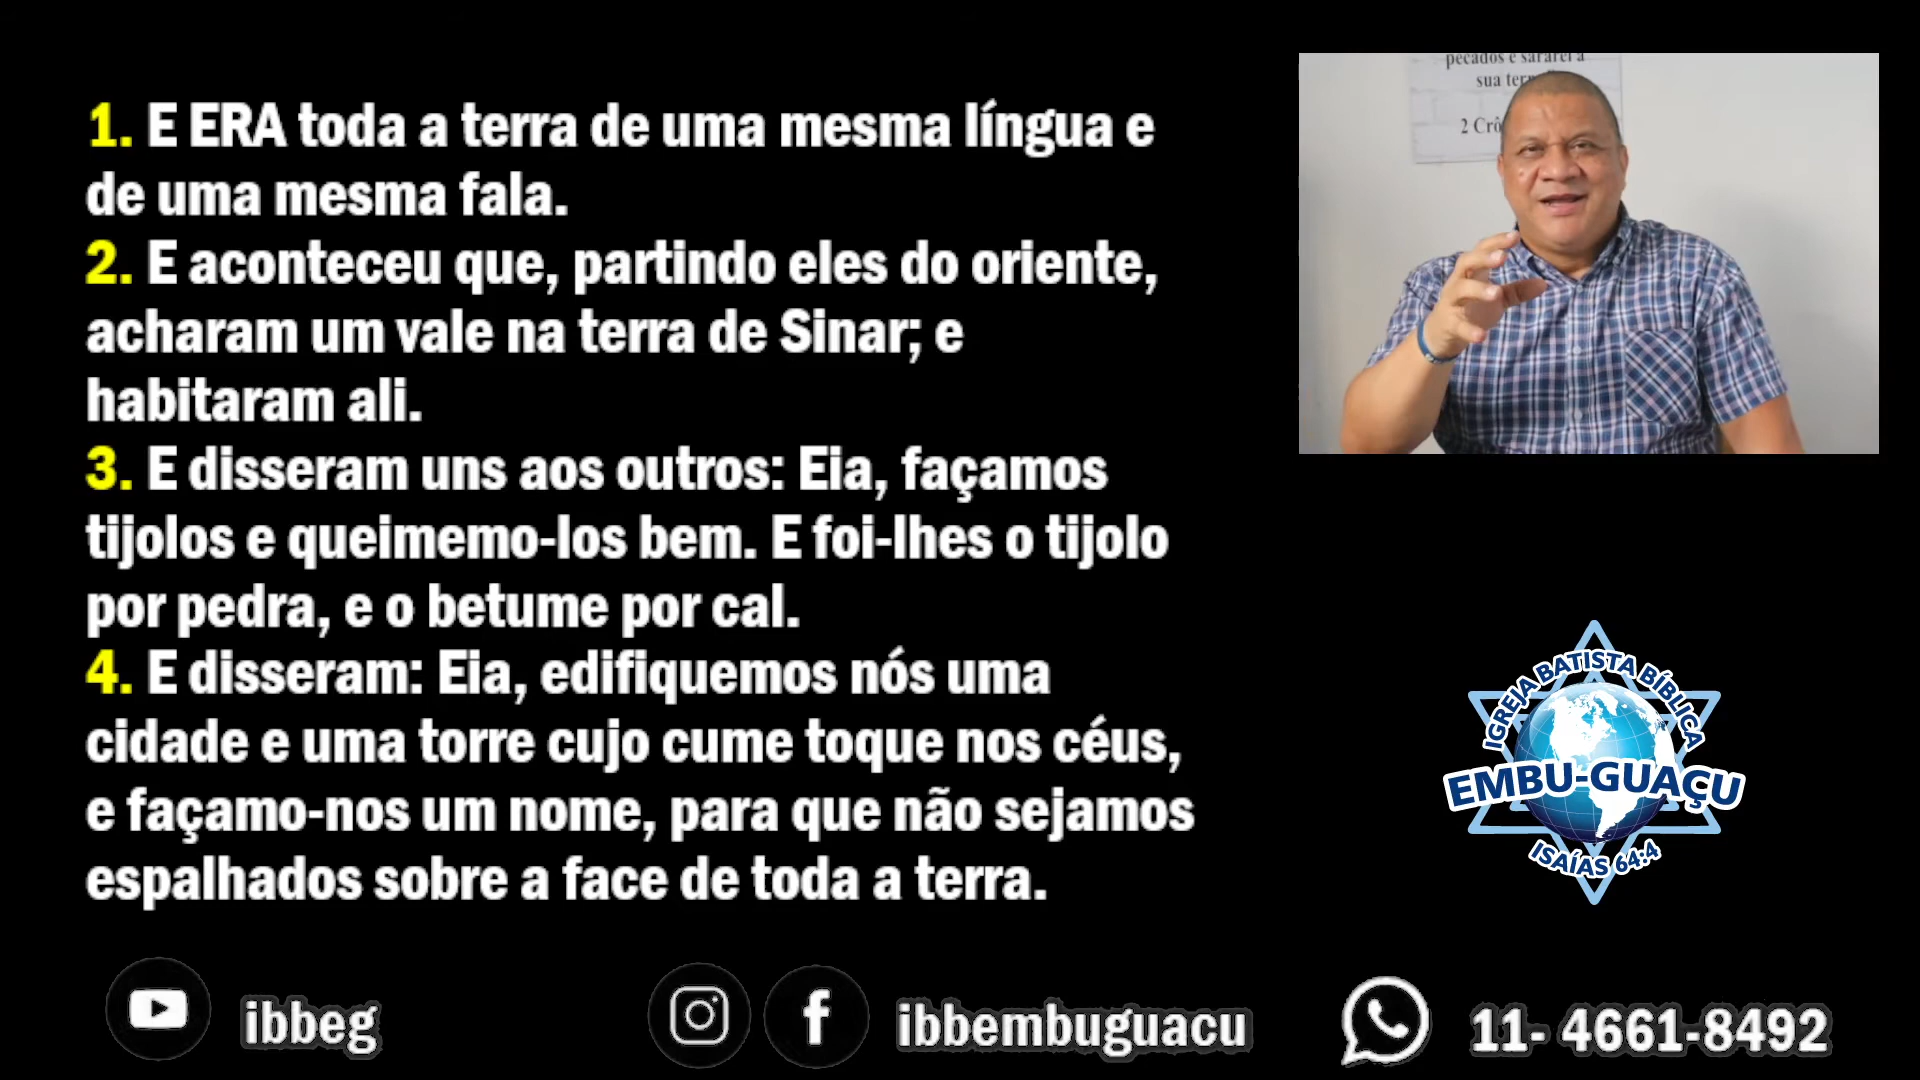 1. E ERA toda a terra de uma mesma língua e
de uma mesma fala.
2. E aconteceu que, partindo eles do oriente,
acharam um vale na terra de Sinar; e
habitaram ali.
3. E disseram uns aos outros: Eia, façamos
tijolos e queimemo-los bem. E foi-lhes o tijolo
por pedra, e o betume por cal.
4. E disseram: Eia, edifiquemos nós uma
cidade e uma torre cujo cume toque nos céus,
e façamo-nos um nome, para que não sejamos
espalhados sobre a face de toda a terra.
pecados e sararei a
sua
2
IGREJA BATISTA BÍBLICA
EMBU-GUAÇU
ISAÍAS 64:4
ibbeg
ibbembuguacu
11- 4661-8492